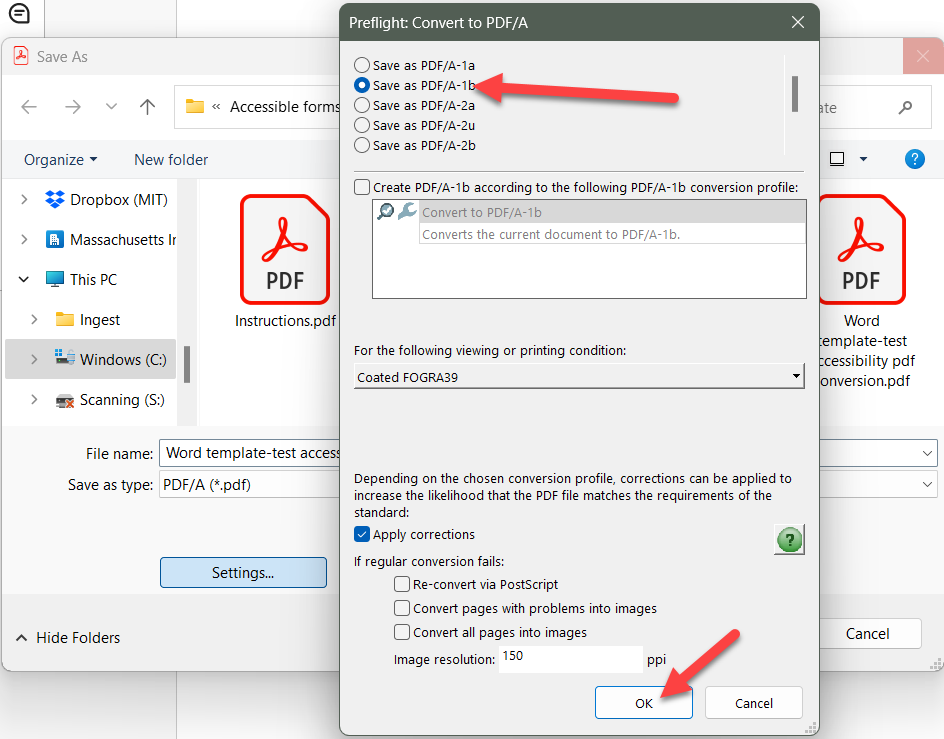 Preflight: Convert to PDF/A
Save As
Save as PDF/A-1a
Save as PDF/A-1b
Save as PDF/A-2a
Save as PDF/A-2u
Save as PDF/A-2b
« Accessible forms
Organize
New folder
?
Create PDF/A-1b according to the following PDF/A-1b conversion profile:
Convert to PDF/A-1b
Converts the current document to PDF/A-1b.
Dropbox (MIT)
Massachusetts Ir
This PC
Ingest
Windows (C:)
Scanning (S:)
PDF
Instructions.pdf
PDF
Word
template-test
ccessibility pdf
onversion.pdf
For the following viewing or printing condition:
Coated FOGRA39
File name: Word template-test access
Save as type: PDF/A (*.pdf)
Depending on the chosen conversion profile, corrections can be applied to
increase the likelihood that the PDF file matches the requirements of the
standard:
Apply corrections
?
If regular conversion fails:
Re-convert via PostScript
Convert pages with problems into images
Convert all pages into images
Image resolution: 150 ppi
Settings...
Hide Folders
OK
Cancel
Cancel